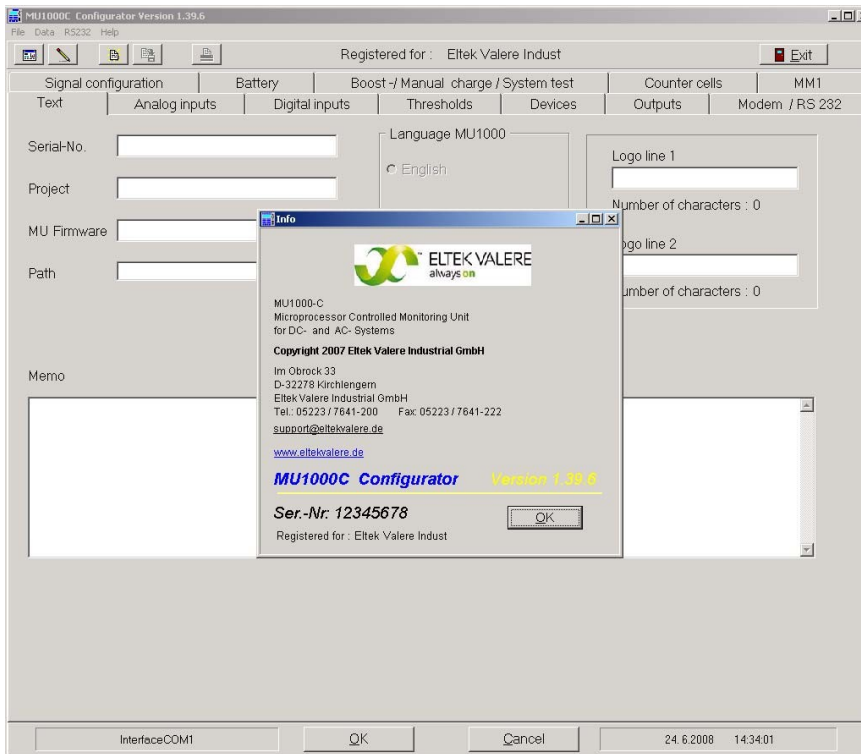 MU1000C Configurator Version 1.39.6
File Data RS232 Help
Registered for : Eltek Valere Indust
Exit
Signal configuration Battery Boost -/ Manual charge / System test Counter cells MM1
Text Analog inputs Digital inputs Thresholds Devices Outputs Modem / RS 232
Serial-No.
Project
MU Firmware
Path
Language MU1000
English
Logo line 1
Number of characters : 0
ogo line 2
umber of characters : 0
Memo
Info
ELTEK VALERE
always on
MU1000-C
Microprocessor Controlled Monitoring Unit
for DC- and AC- Systems
Copyright 2007 Eltek Valere Industrial GmbH
Im Obrock 33
D-32278 Kirchlengern
Eltek Valere Industrial GmbH
Tel.: 05223 / 7641-200 Fax: 05223 / 7641-222
support@eltekvalere.de
www.eltekvalere.de
MU1000C Configurator Version 1.39.6
Ser.-Nr: 12345678
Registered for : Eltek Valere Indust
OK
InterfaceCOM1 OK Cancel 24. 6.2008 14:34:01